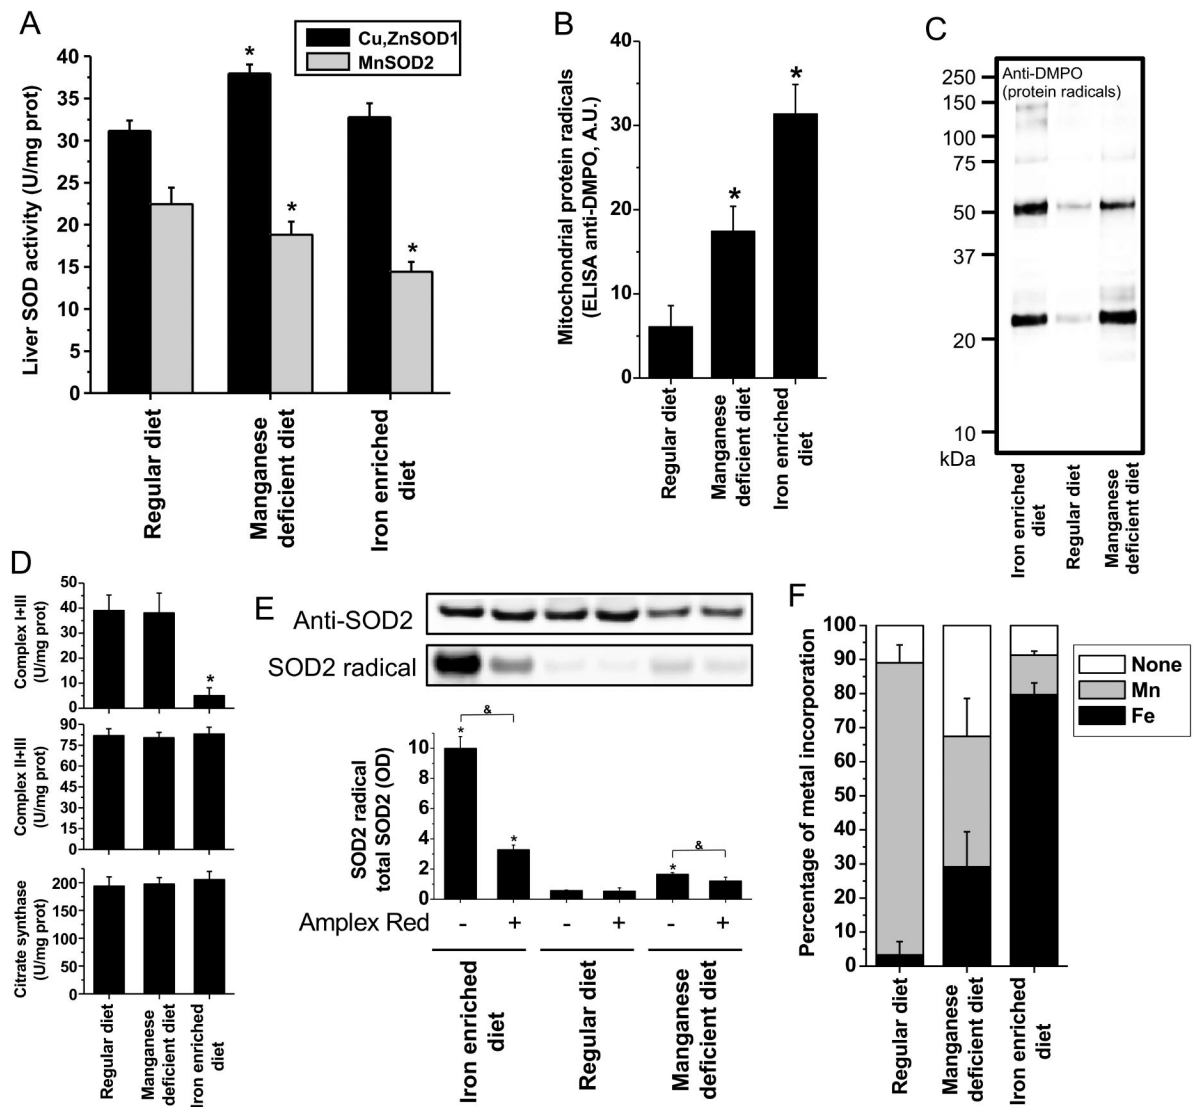 A
Cu,ZnSOD1
MnSOD2
Liver SOD activity (U/mg prot)
40
35
30
25
20
15
10
5
0
*
*
*
Regular diet
Manganese
deficient diet
Iron enriched
diet
B
Mitochondrial protein radicals
(ELISA anti-DMPO, A.U.)
40
30
20
10
0
*
*
Regular diet
Manganese
deficient diet
Iron enriched
diet
C
Anti-DMPO
(protein radicals)
250
150
100
75
50
37
20
10
kDa
Iron enriched
diet
Regular diet
Manganese
deficient diet
D
Complex I+III
(U/mg prot)
50
40
30
20
10
0
*
Complex II+III
(U/mg prot)
90
75
60
45
30
15
0
Citrate synthase
(U/mg prot)
200
150
100
50
0
Regular diet
Manganese
deficient diet
Iron enriched
diet
E
Anti-SOD2
SOD2 radical
SOD2 radical
total SOD2 (OD)
10
8
6
4
2
0
&
*
*
&
*
Amplex Red
- + - + - +
Iron enriched
diet
Regular diet
Manganese
deficient diet
F
None
Mn
Fe
Percentage of metal incorporation
100
90
80
70
60
50
40
30
20
10
0
Regular diet
Manganese
deficient diet
Iron enriched
diet